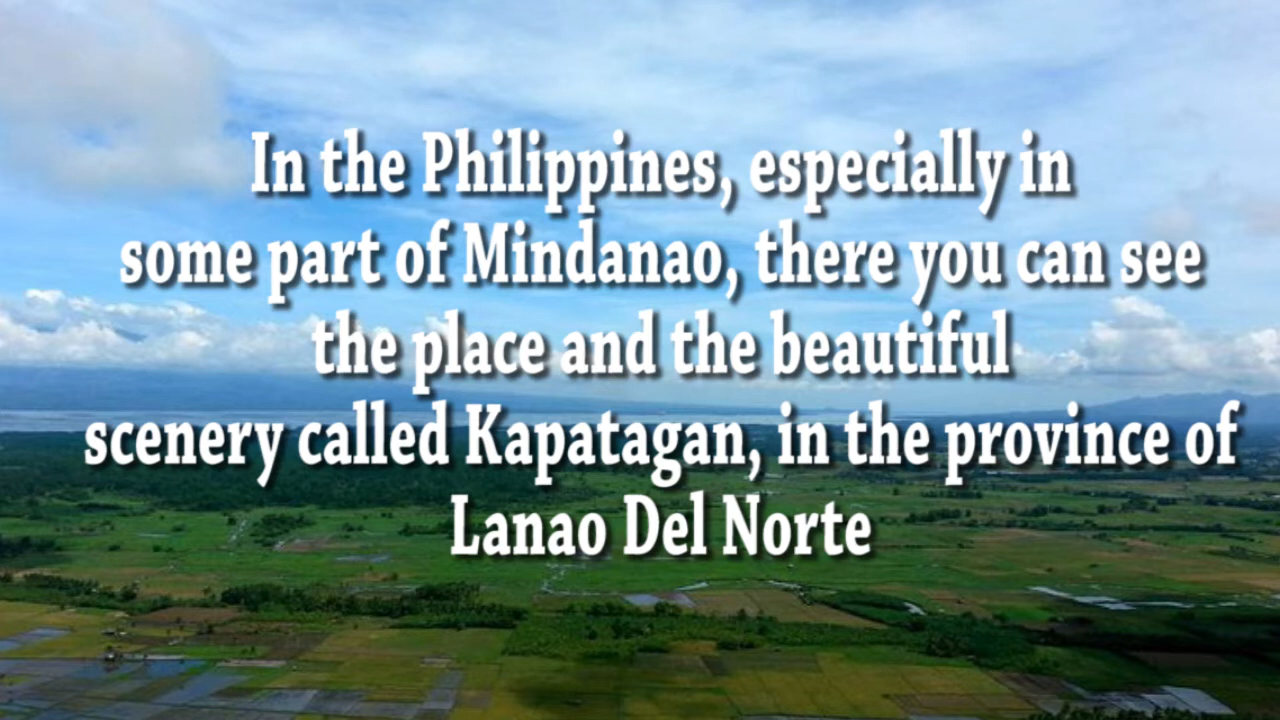 In the Philippines, especially in
some part of Mindanao, there you can see
the place and the beautiful
scenery called Kapatagan, in the province of
Lanao Del Norte